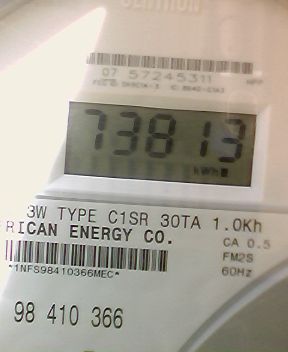 CENTRON
07 57245311
73813
kWh
3W TYPE C1SR 30TA 1.0Kh
RICAN ENERGY CO.
CA 0.5
FM2S
60Hz
*1NFS98410366MEC*
98 410 366